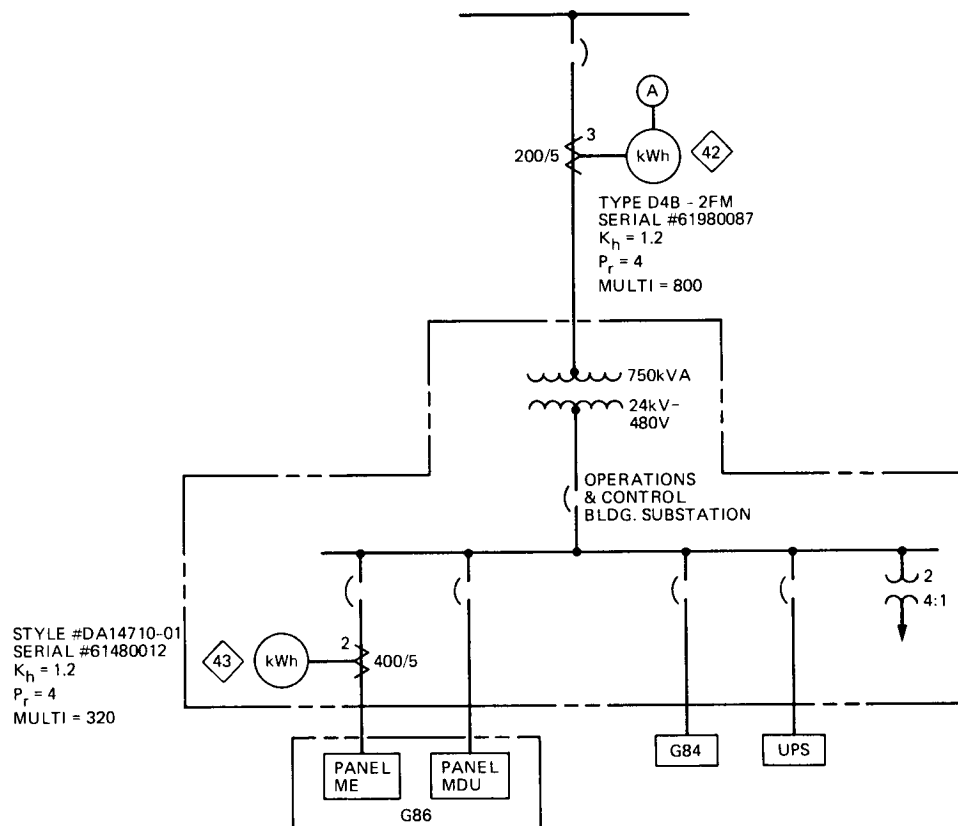 A
3
200/5
kWh
42
TYPE D4B - 2FM
SERIAL #61980087
Kh = 1.2
Pr = 4
MULTI = 800
750kVA
24kV-
480V
OPERATIONS
& CONTROL
BLDG. SUBSTATION
2
4:1
STYLE #DA14710-01
SERIAL #61480012
Kh = 1.2
Pr = 4
MULTI = 320
43
kWh
2
400/5
PANEL
ME
PANEL
MDU
G84
UPS
G86